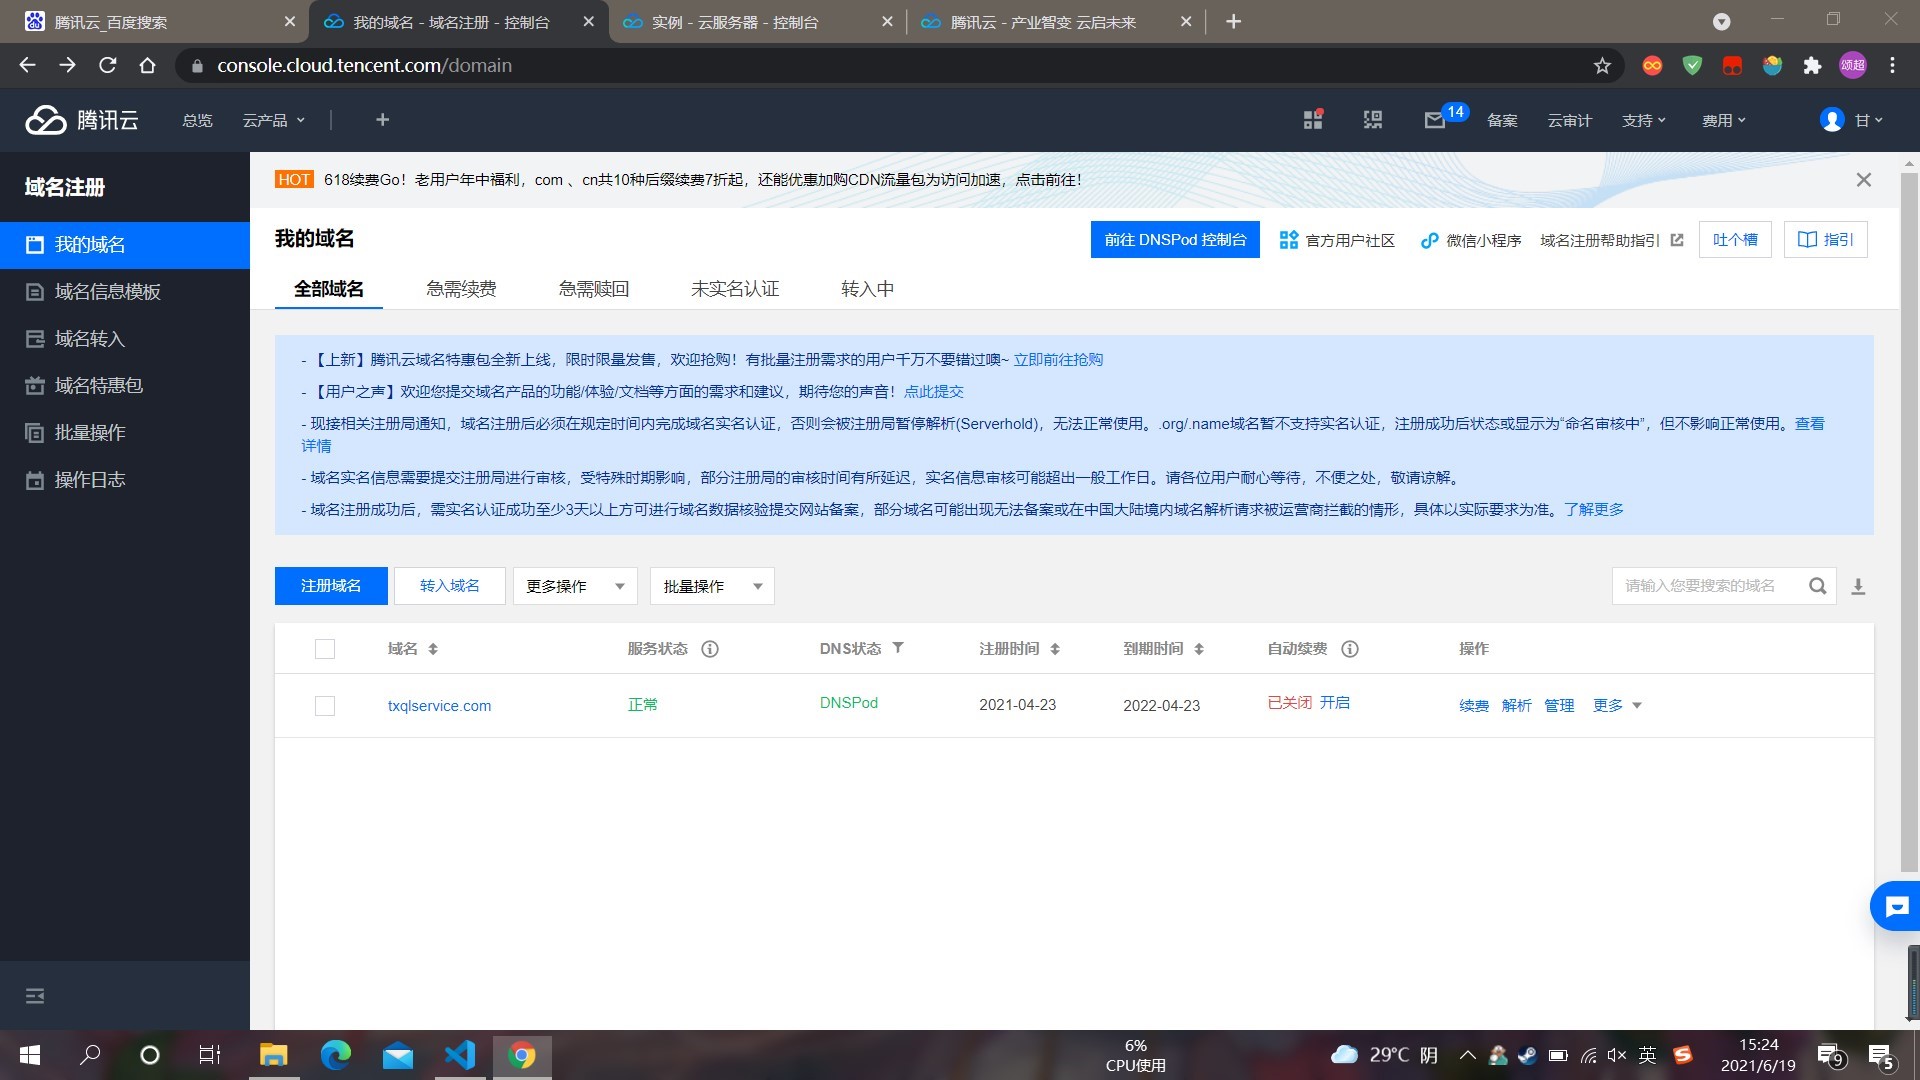 腾讯云_百度搜索
我的域名 - 域名注册 - 控制台
实例 - 云服务器 - 控制台
腾讯云 - 产业智变 云启未来
console.cloud.tencent.com/domain
颂超
腾讯云
总览
云产品
14
备案
云审计
支持
费用
甘
域名注册
我的域名
域名信息模板
域名转入
域名特惠包
批量操作
操作日志
HOT 618续费Go！老用户年中福利，com 、cn共10种后缀续费7折起，还能优惠加购CDN流量包为访问加速，点击前往！
我的域名
前往 DNSPod 控制台
官方用户社区
微信小程序
域名注册帮助指引
吐个槽
指引
全部域名
急需续费
急需赎回
未实名认证
转入中
- 【上新】腾讯云域名特惠包全新上线，限时限量发售，欢迎抢购！有批量注册需求的用户千万不要错过噢~ 立即前往抢购
- 【用户之声】欢迎您提交域名产品的功能/体验/文档等方面的需求和建议，期待您的声音！点此提交
- 现接相关注册局通知，域名注册后必须在规定时间内完成域名实名认证，否则会被注册局暂停解析(Serverhold)，无法正常使用。.org/.name域名暂不支持实名认证，注册成功后状态或显示为“命名审核中”，但不影响正常使用。查看
详情
- 域名实名信息需要提交注册局进行审核，受特殊时期影响，部分注册局的审核时间有所延迟，实名信息审核可能超出一般工作日。请各位用户耐心等待，不便之处，敬请谅解。
- 域名注册成功后，需实名认证成功至少3天以上方可进行域名数据核验提交网站备案，部分域名可能出现无法备案或在中国大陆境内域名解析请求被运营商拦截的情形，具体以实际要求为准。了解更多
注册域名
转入域名
更多操作
批量操作
请输入您要搜索的域名
域名
服务状态
DNS状态
注册时间
到期时间
自动续费
操作
txqlservice.com
正常
DNSPod
2021-04-23
2022-04-23
已关闭 开启
续费 解析 管理 更多
6%
CPU使用
29°C 阴
英
15:24
2021/6/19
9
5